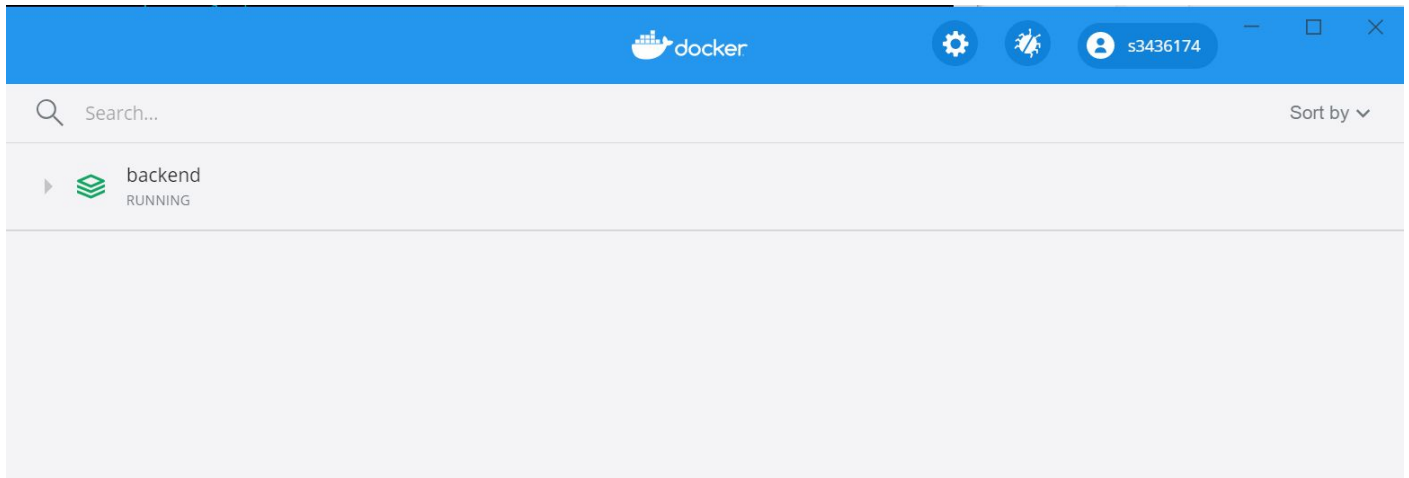 docker
s3436174
Search...
Sort by
backend
RUNNING